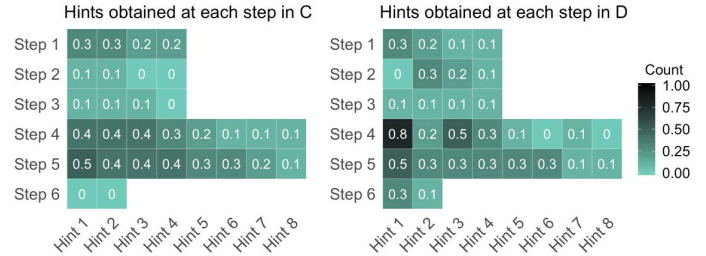 Hints obtained at each step in C
Step 1 0.3 0.3 0.2 0.2
Step 2 0.1 0.1 0 0
Step 3 0.1 0.1 0.1 0
Step 4 0.4 0.4 0.4 0.3 0.2 0.1 0.1 0.1
Step 5 0.5 0.4 0.4 0.4 0.3 0.3 0.2 0.1
Step 6 0 0
Hint 1 Hint 2 Hint 3 Hint 4 Hint 5 Hint 6 Hint 7 Hint 8
Hints obtained at each step in D
Step 1 0.3 0.2 0.1 0.1
Step 2 0 0.3 0.2 0.1
Step 3 0.1 0.1 0.1 0.1
Step 4 0.8 0.2 0.5 0.3 0.1 0 0.1 0
Step 5 0.5 0.3 0.3 0.3 0.3 0.3 0.1 0.1
Step 6 0.3 0.1
Hint 1 Hint 2 Hint 3 Hint 4 Hint 5 Hint 6 Hint 7 Hint 8
Count
1.00
0.75
0.50
0.25
0.00